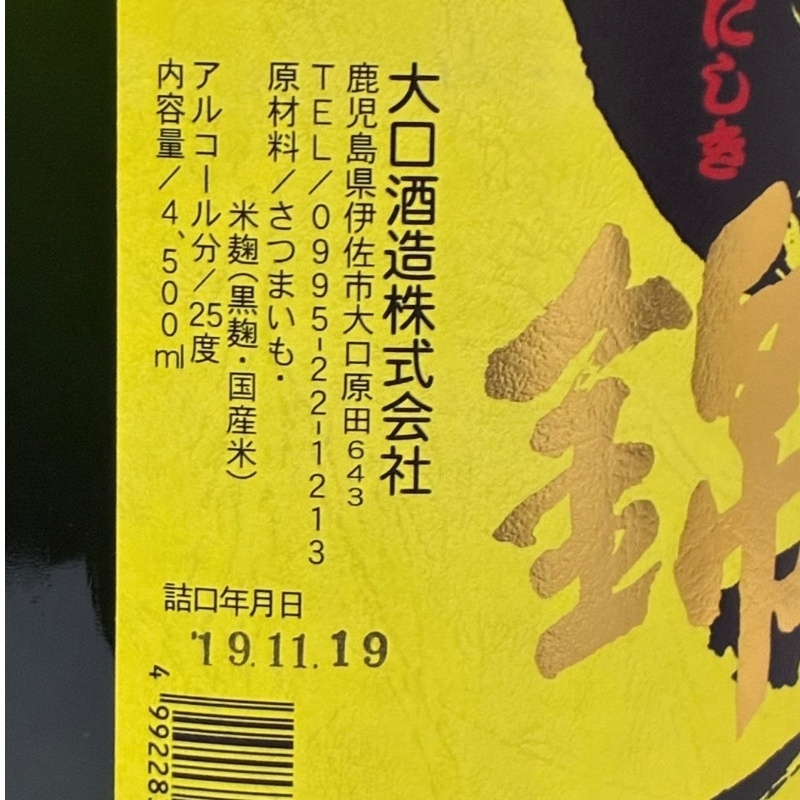 にしき
錦
大口酒造株式会社
鹿児島県伊佐市大口原田643
TEL/0995-22-1213
原材料/さつまいも・
米麹(黒麹・国産米)
アルコール分/25度
内容量/4、500ml
詰口年月日
'19.11.19
4 992283